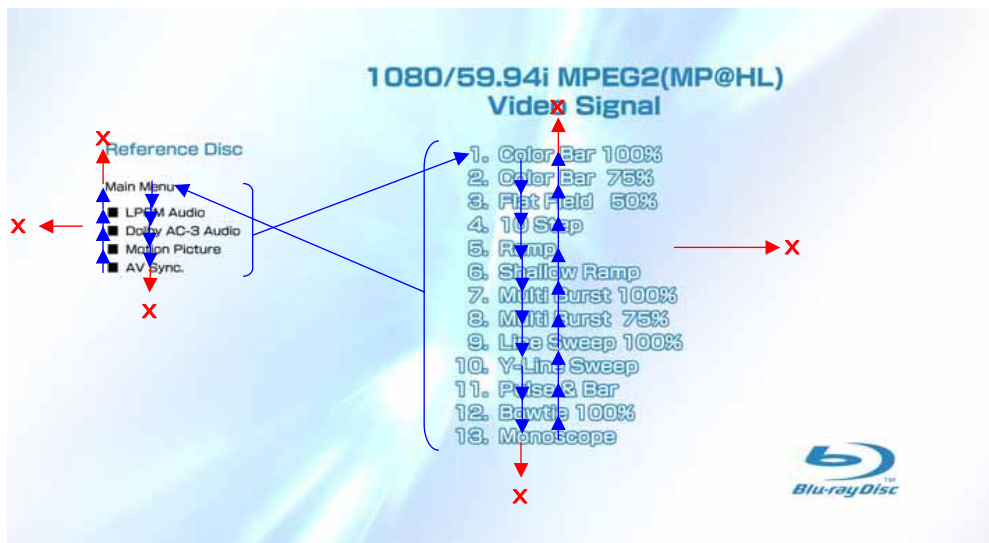 1080/59.94i MPEG2(MP@HL)
Video Signal
X
X
Reference Disc
Main Menu
■ LPCM Audio
■ Dolby AC-3 Audio
■ Motion Picture
■ AV Sync.
X
X
1. Color Bar 100%
2. Color Bar 75%
3. Flat Field 50%
4. 10 Step
5. Ramp
6. Shallow Ramp
7. Multi Burst 100%
8. Multi Burst 75%
9. Line Sweep 100%
10. Y-Line Sweep
11. Pulse & Bar
12. Bowtie 100%
13. Monoscope
X
X
Blu-ray Disc
TM